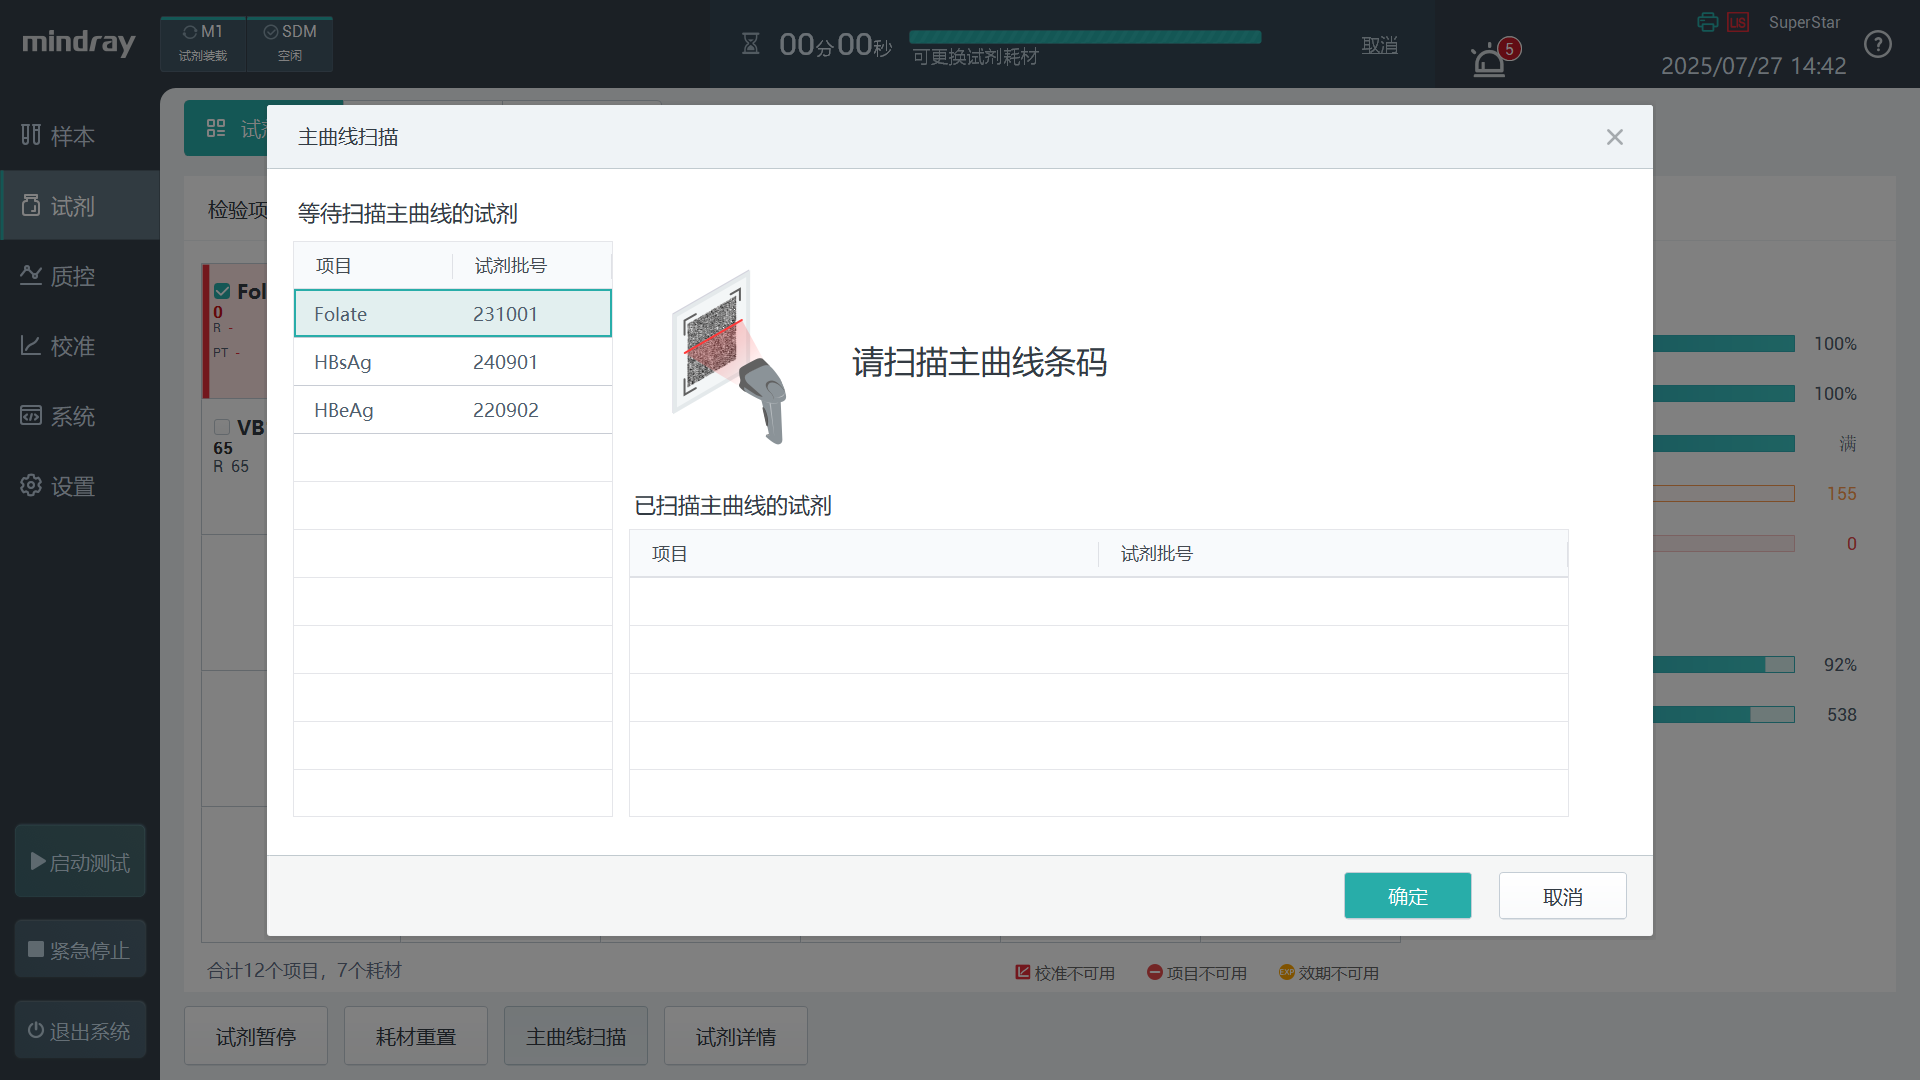 mindray
M1
试剂装载
SDM
空闲
00分00秒
可更换试剂耗材
取消
5
LIS
SuperStar
2025/07/27 14:42
?
样本
试剂
质控
校准
系统
设置
启动测试
紧急停止
退出系统
检验项
Fol
0
R -
PT -
VB
65
R 65
主曲线扫描
等待扫描主曲线的试剂
项目 试剂批号
Folate 231001
HBsAg 240901
HBeAg 220902
请扫描主曲线条码
已扫描主曲线的试剂
项目 试剂批号
确定
取消
100%
100%
满
155
0
92%
538
合计12个项目，7个耗材
校准不可用
项目不可用
EXP 效期不可用
试剂暂停
耗材重置
主曲线扫描
试剂详情